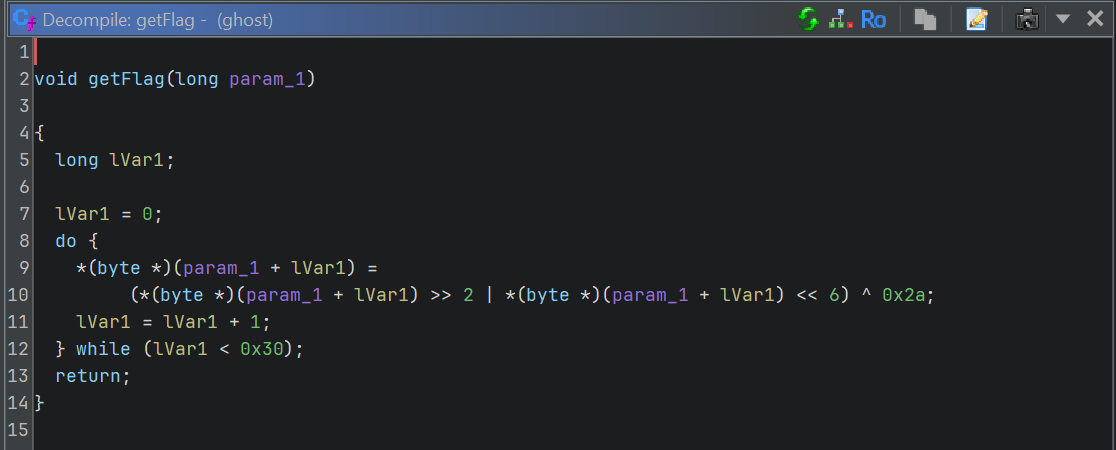 Decompile: getFlag - (ghost)
Ro
1
2 void getFlag(long param_1)
3
4 {
5 long lVar1;
6
7 lVar1 = 0;
8 do {
9 *(byte *)(param_1 + lVar1) =
10 (*(byte *)(param_1 + lVar1) >> 2 | *(byte *)(param_1 + lVar1) << 6) ^ 0x2a;
11 lVar1 = lVar1 + 1;
12 } while (lVar1 < 0x30);
13 return;
14 }
15